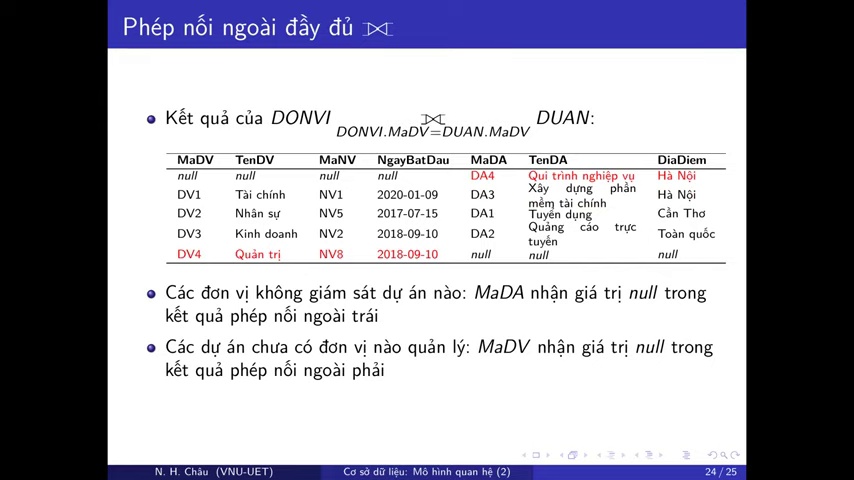 Phép nối ngoài đầy đủ ⟗
Kết quả của DONVI ⟗ DONVI.MaDV=DUAN.MaDV DUAN:
MaDV TenDV MaNV NgayBatDau MaDA TenDA DiaDiem
null null null null DA4 Qui trình nghiệp vụ Hà Nội
DV1 Tài chính NV1 2020-01-09 DA3 Xây dựng phần mềm tài chính Hà Nội
DV2 Nhân sự NV5 2017-07-15 DA1 Tuyển dụng Cần Thơ
DV3 Kinh doanh NV2 2018-09-10 DA2 Quảng cáo trực tuyến Toàn quốc
DV4 Quản trị NV8 2018-09-10 null null null
Các đơn vị không giám sát dự án nào: MaDA nhận giá trị null trong
kết quả phép nối ngoài trái
Các dự án chưa có đơn vị nào quản lý: MaDV nhận giá trị null trong
kết quả phép nối ngoài phải
N. H. Châu (VNU-UET) Cơ sở dữ liệu: Mô hình quan hệ (2) 24 / 25